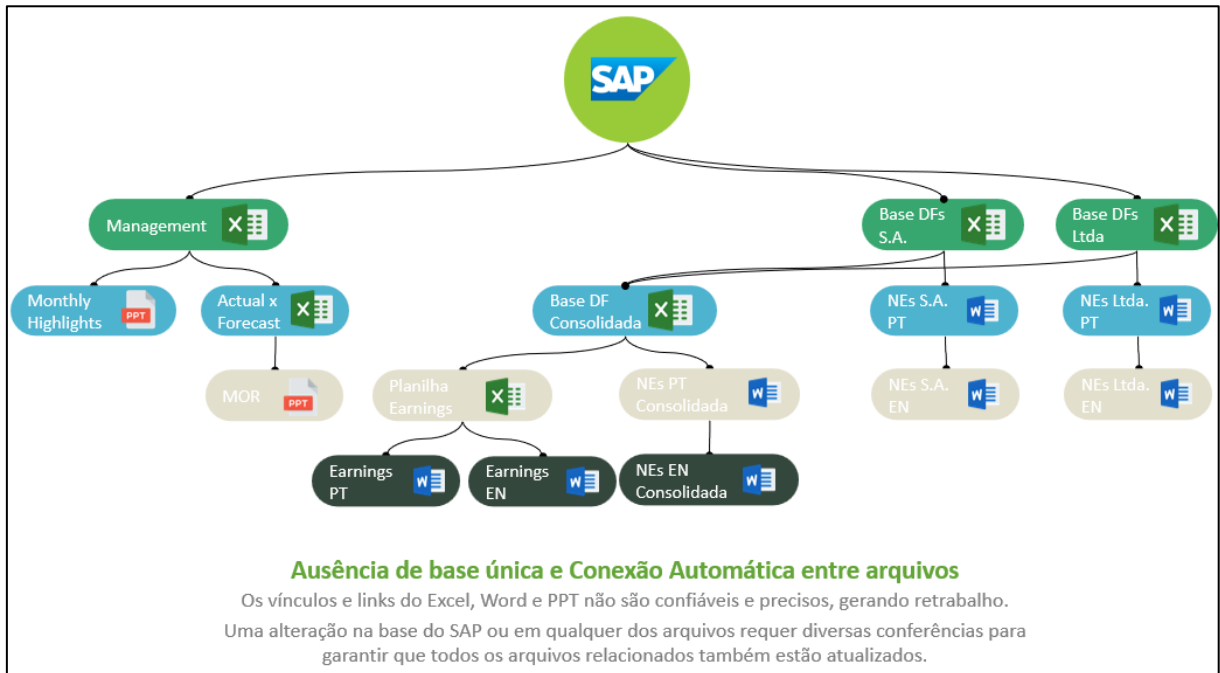 SAP
Management
Base DFs
S.A.
Base DFs
Ltda
Monthly
Highlights
PPT
Actual x
Forecast
Base DF
Consolidada
NEs S.A.
PT
NEs Ltda.
PT
MOR
PPT
Planilha
Earnings
NEs PT
Consolidada
NEs S.A.
EN
NEs Ltda.
EN
Earnings
PT
Earnings
EN
NEs EN
Consolidada
Ausência de base única e Conexão Automática entre arquivos
Os vínculos e links do Excel, Word e PPT não são confiáveis e precisos, gerando retrabalho.
Uma alteração na base do SAP ou em qualquer dos arquivos requer diversas conferências para
garantir que todos os arquivos relacionados também estão atualizados.